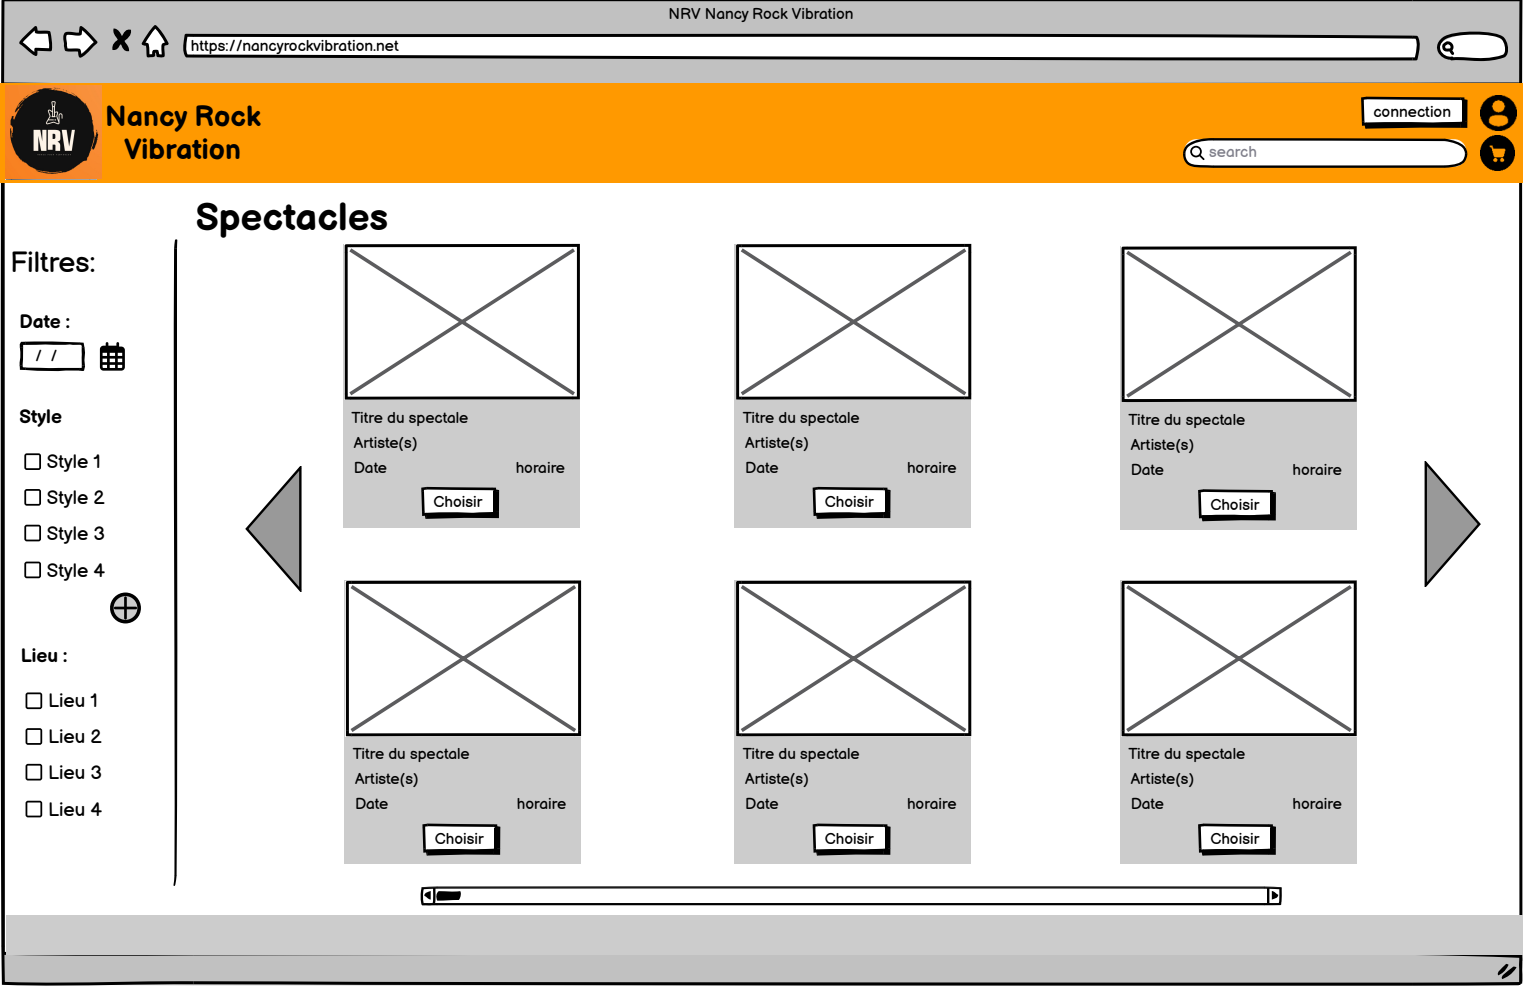 NRV Nancy Rock Vibration
https://nancyrockvibration.net
NRV
Nancy Rock
Vibration
connection
search
Spectacles
Filtres:
Date :
/ /
Style
Style 1
Style 2
Style 3
Style 4
Lieu :
Lieu 1
Lieu 2
Lieu 3
Lieu 4
Titre du spectale
Artiste(s)
Date horaire
Choisir
Titre du spectale
Artiste(s)
Date horaire
Choisir
Titre du spectale
Artiste(s)
Date horaire
Choisir
Titre du spectale
Artiste(s)
Date horaire
Choisir
Titre du spectale
Artiste(s)
Date horaire
Choisir
Titre du spectale
Artiste(s)
Date horaire
Choisir